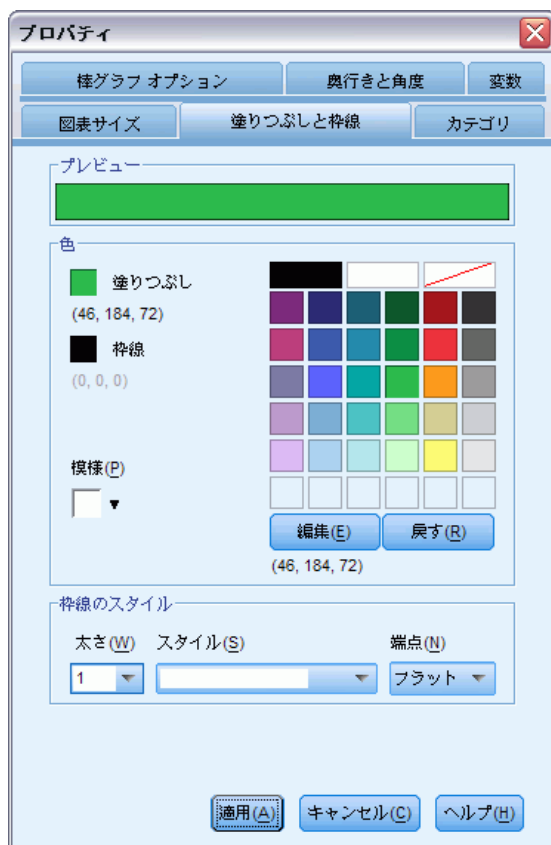 プロパティ
棒グラフ オプション 奥行きと角度 変数
図表サイズ 塗りつぶしと枠線 カテゴリ
プレビュー
色
塗りつぶし
(46, 184, 72)
枠線
(0, 0, 0)
模様(P)
編集(E) 戻す(R)
(46, 184, 72)
枠線のスタイル
太さ(W) スタイル(S) 端点(N)
1 フラット
適用(A) キャンセル(C) ヘルプ(H)